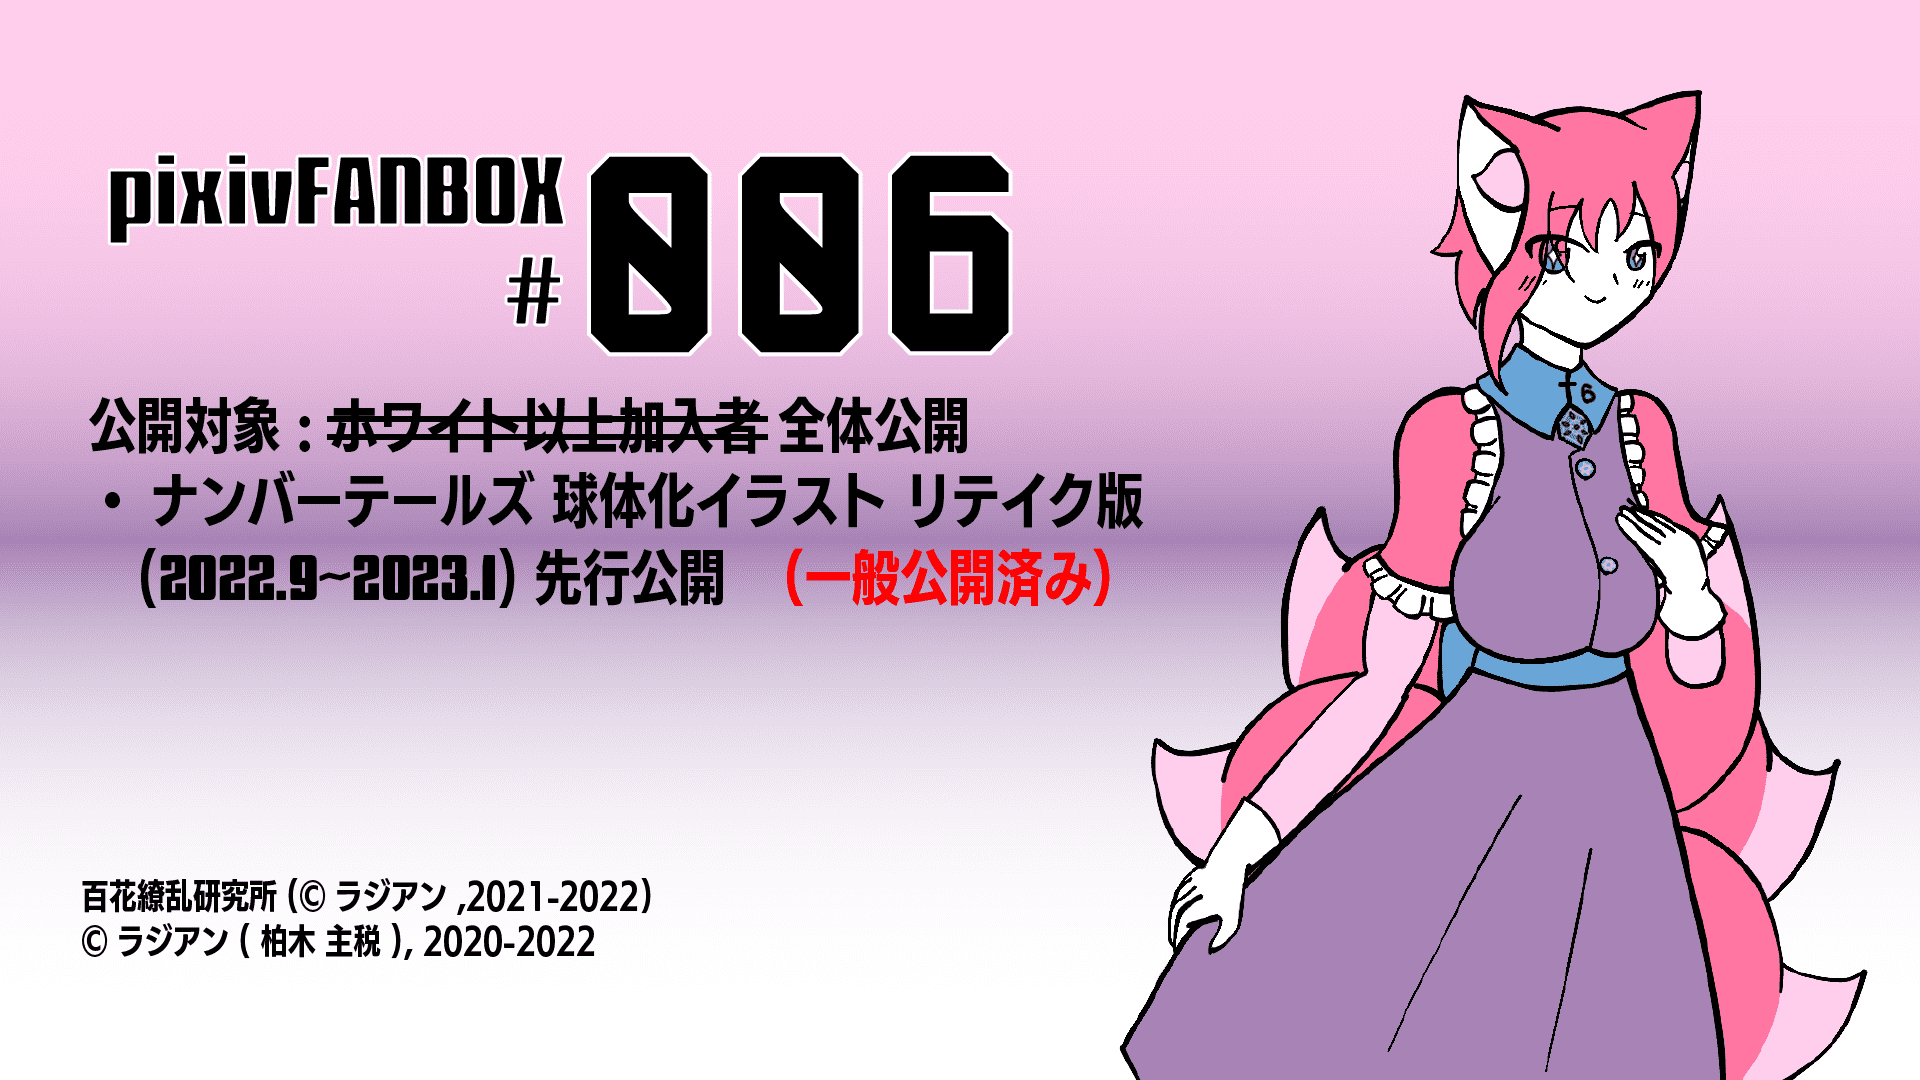 pixivFANBOX
#006
公開対象 : ホワイト以上加入者 全体公開
・ ナンバーテールズ 球体化イラスト リテイク版
(2022.9~2023.1) 先行公開 (一般公開済み)
百花繚乱研究所 (© ラジアン ,2021-2022)
© ラジアン ( 柏木 主税 ), 2020-2022
6